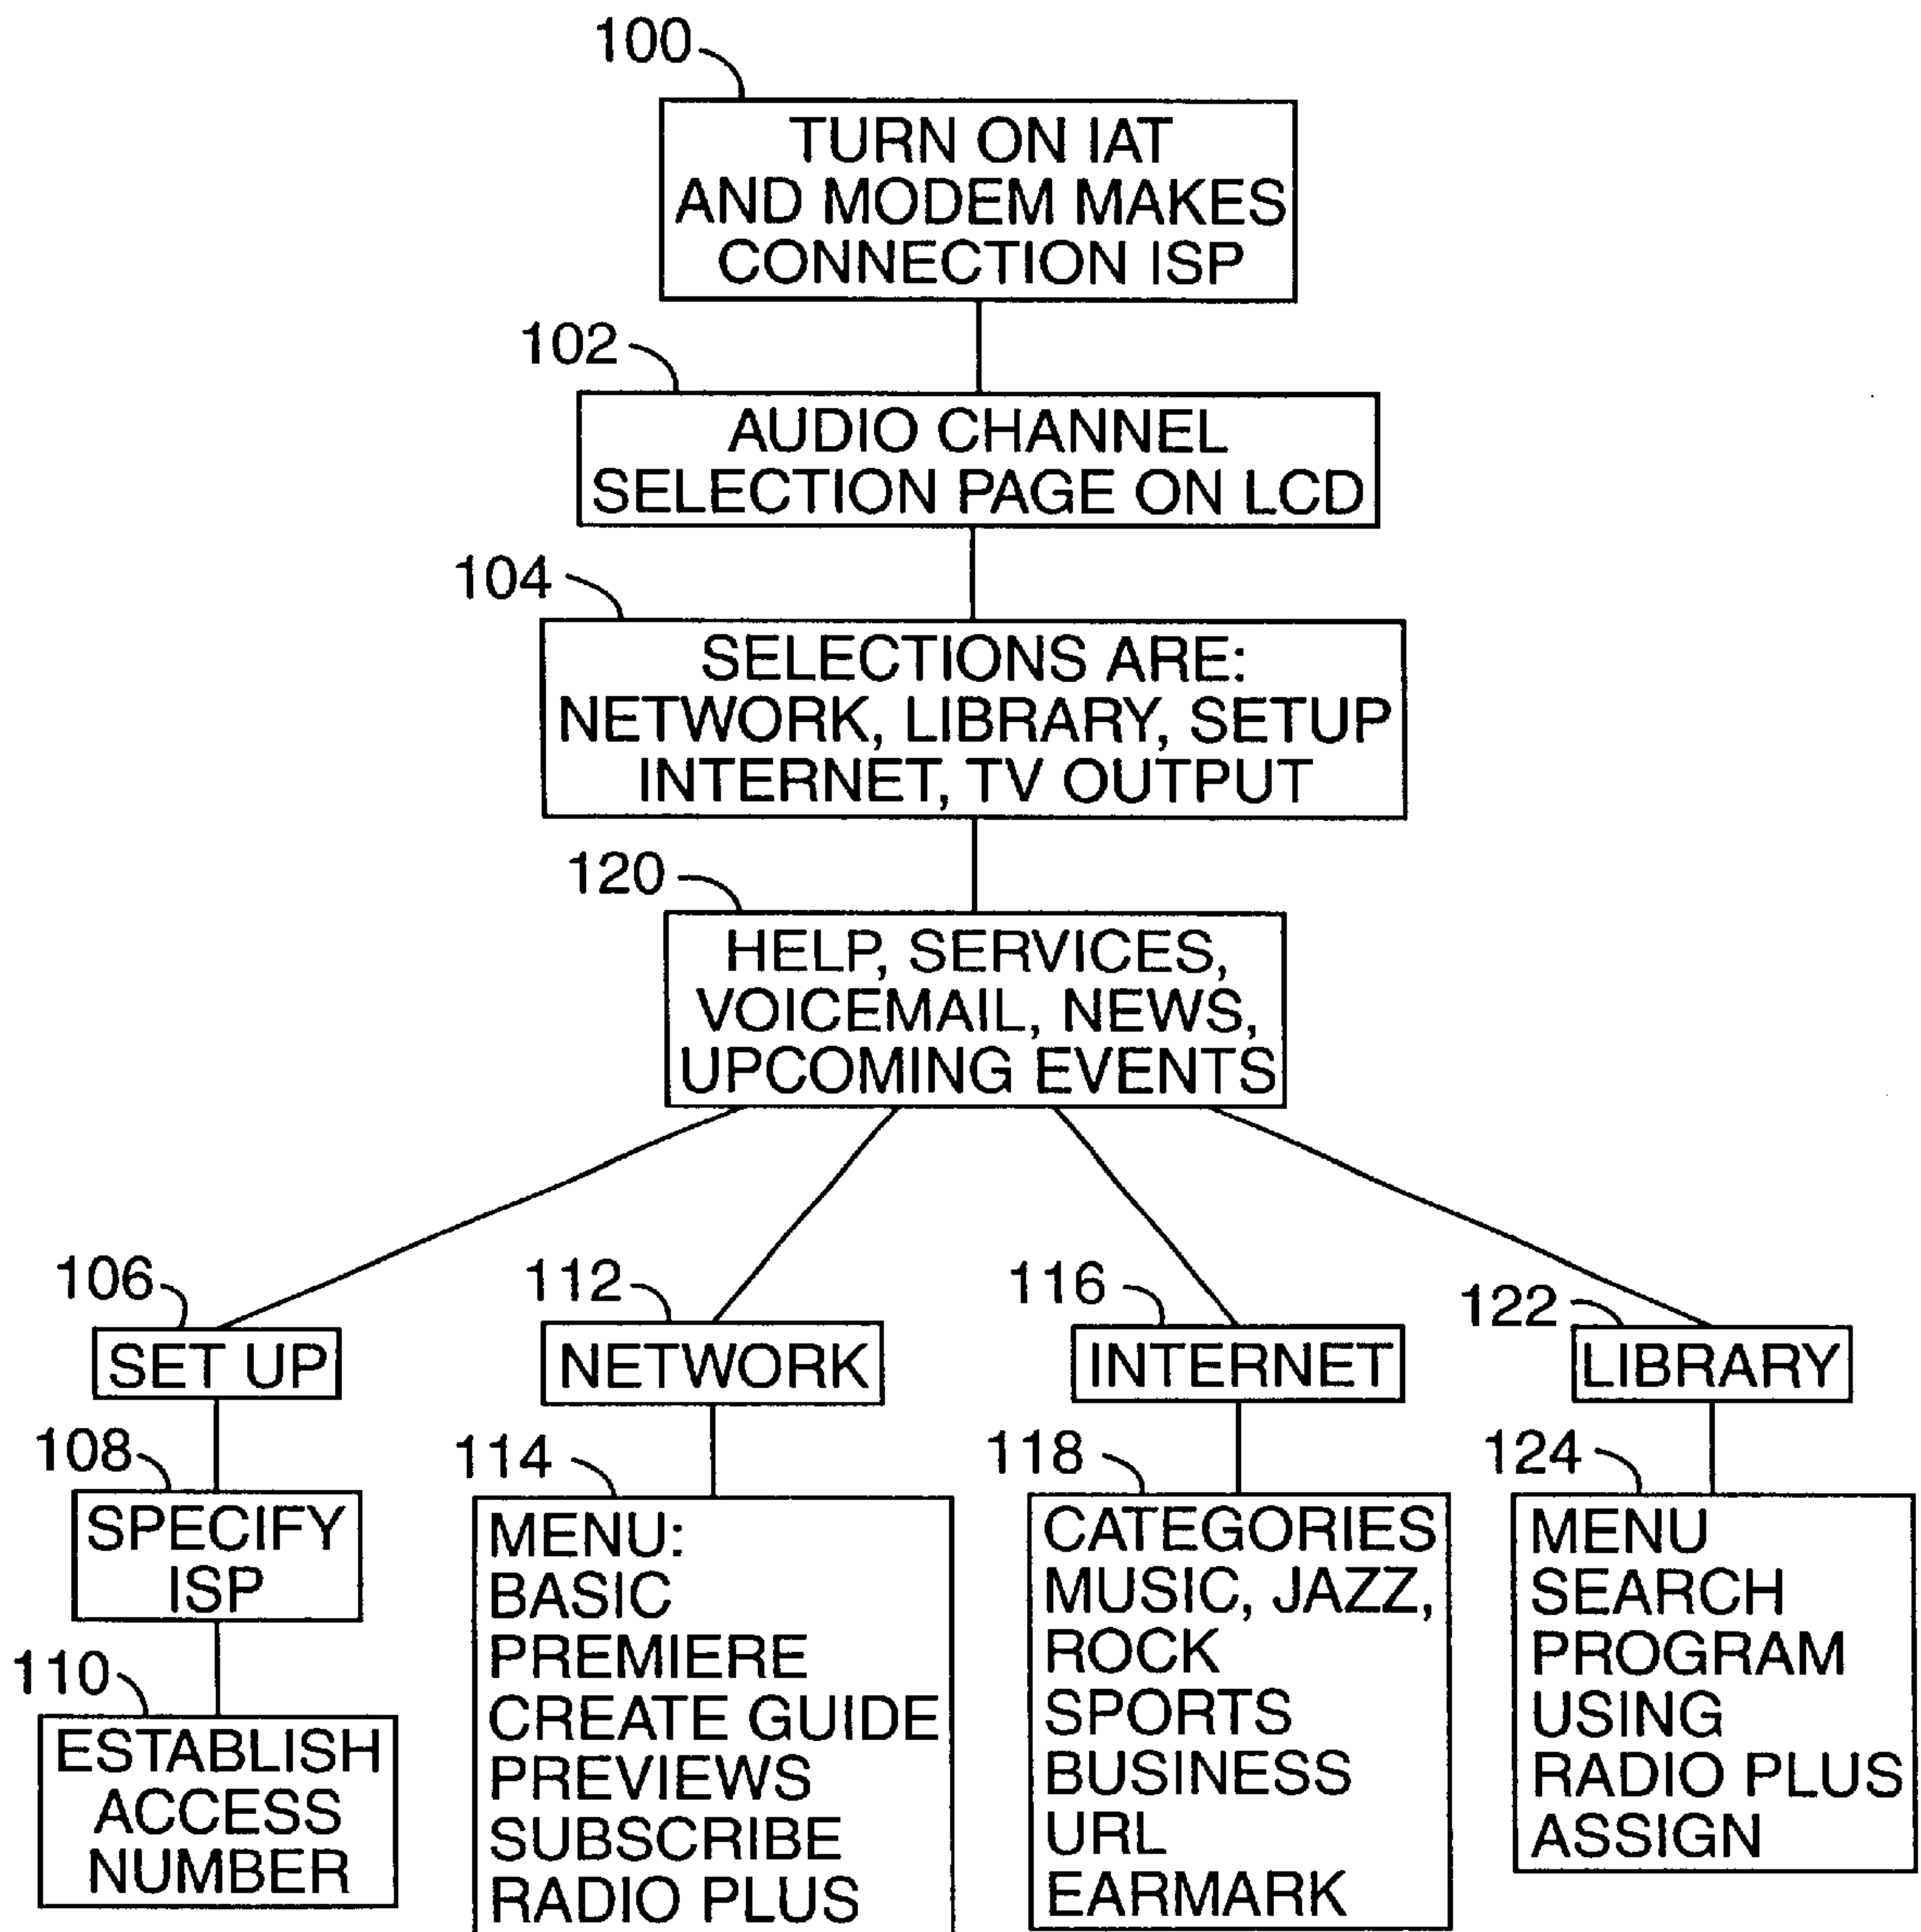 100
TURN ON IAT
AND MODEM MAKES
CONNECTION ISP
102
AUDIO CHANNEL
SELECTION PAGE ON LCD
104
SELECTIONS ARE:
NETWORK, LIBRARY, SETUP
INTERNET, TV OUTPUT
120
HELP, SERVICES,
VOICEMAIL, NEWS,
UPCOMING EVENTS
106
SET UP
108
SPECIFY
ISP
110
ESTABLISH
ACCESS
NUMBER
112
NETWORK
114
MENU:
BASIC
PREMIERE
CREATE GUIDE
PREVIEWS
SUBSCRIBE
RADIO PLUS
116
INTERNET
118
CATEGORIES
MUSIC, JAZZ,
ROCK
SPORTS
BUSINESS
URL
EARMARK
122
LIBRARY
124
MENU
SEARCH
PROGRAM
USING
RADIO PLUS
ASSIGN